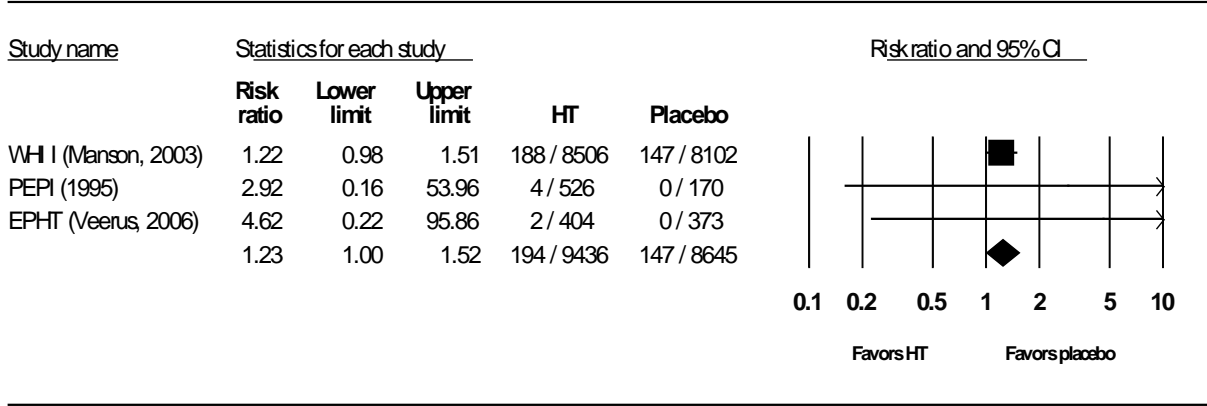 Study name Statistics for each study Risk ratio and 95% CI
Risk Lower Upper
ratio limit limit HT Placebo
WHI I (Manson, 2003) 1.22 0.98 1.51 188 / 8506 147 / 8102
PEPI (1995) 2.92 0.16 53.96 4 / 526 0 / 170
EPHT (Veerus, 2006) 4.62 0.22 95.86 2 / 404 0 / 373
1.23 1.00 1.52 194 / 9436 147 / 8645
0.1 0.2 0.5 1 2 5 10
Favors HT Favors placebo